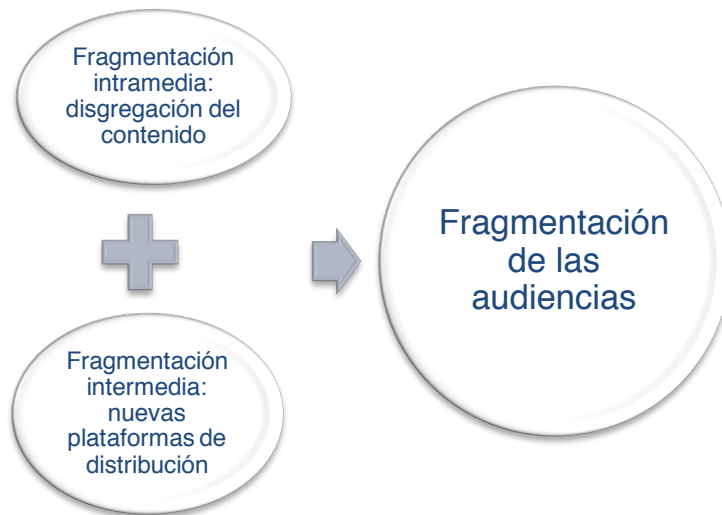 Fragmentación
intramedia:
disgregación del
contenido
Fragmentación
intermedia:
nuevas
plataformas de
distribución
Fragmentación
de las
audiencias